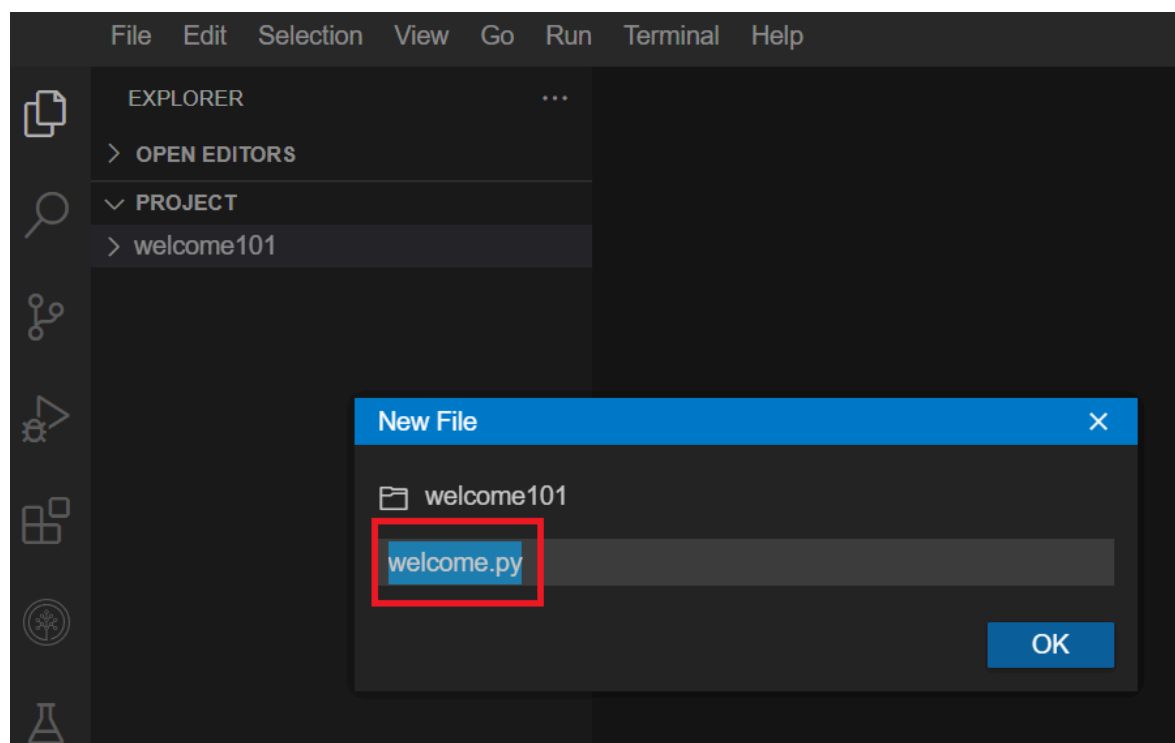 File Edit Selection View Go Run Terminal Help
EXPLORER
OPEN EDITORS
PROJECT
welcome101
New File
welcome101
welcome.py
OK